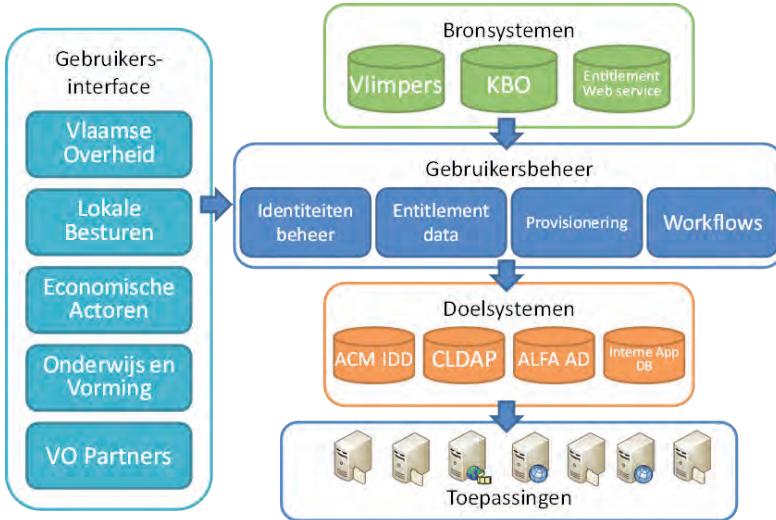 Gebruikers-
interface
Vlaamse
Overheid
Lokale
Besturen
Economische
Actoren
Onderwijs en
Vorming
VO Partners
Bronsystemen
Vlimpers
KBO
Entitlement
Web service
Gebruikersbeheer
Identiteiten
beheer
Entitlement
data
Provisionering
Workflows
Doelsystemen
ACM IDD
CLDAP
ALFA AD
Interne App
DB
Toepassingen